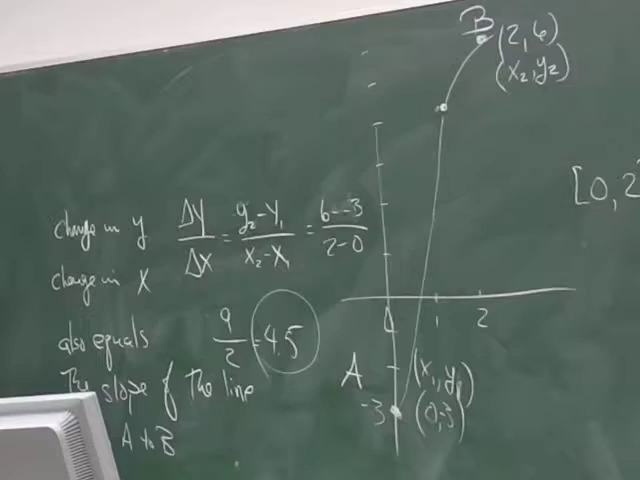 B (2, 6)
(x₂, y₂)
[0, 2
change in y Δy/Δx = y₂-y₁/x₂-x₁ = 6--3/2-0
change in x
0 1 2
also equals 9/2 = 4.5
The slope of the line
A to B
A (x₁, y₁)
-3 (0,-3)